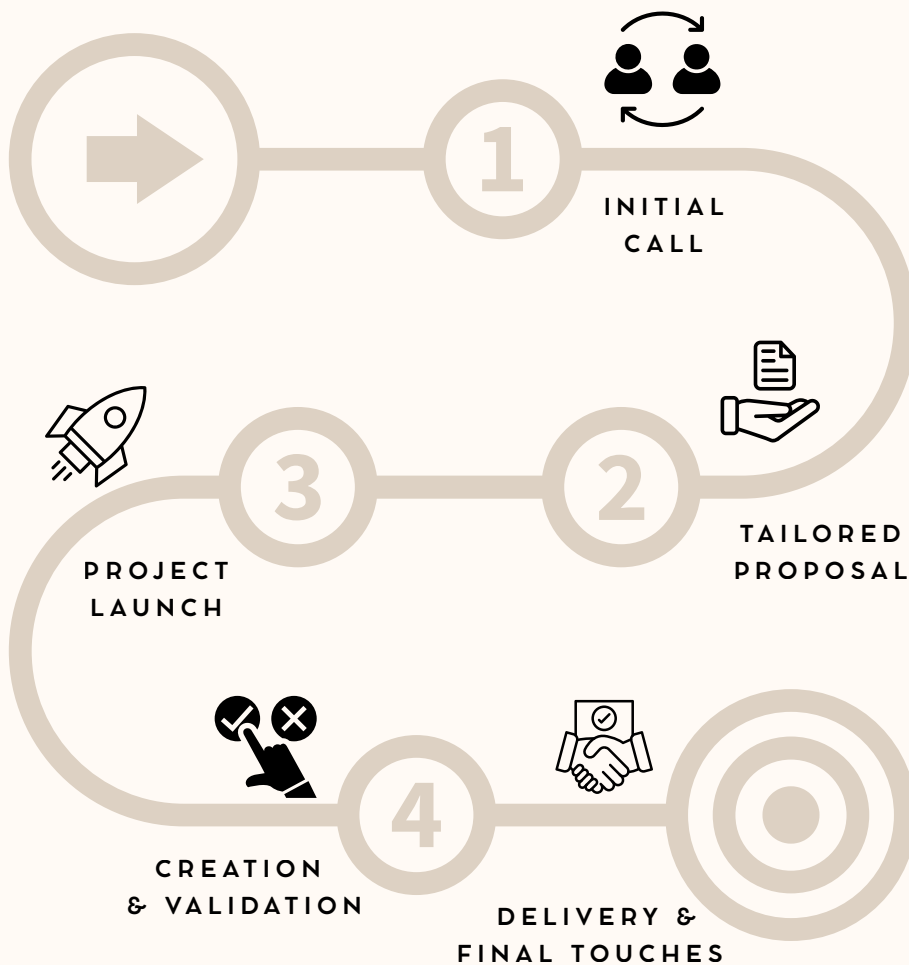 1
INITIAL
CALL
2
TAILORED
PROPOSAL
3
PROJECT
LAUNCH
4
CREATION
& VALIDATION
DELIVERY &
FINAL TOUCHES